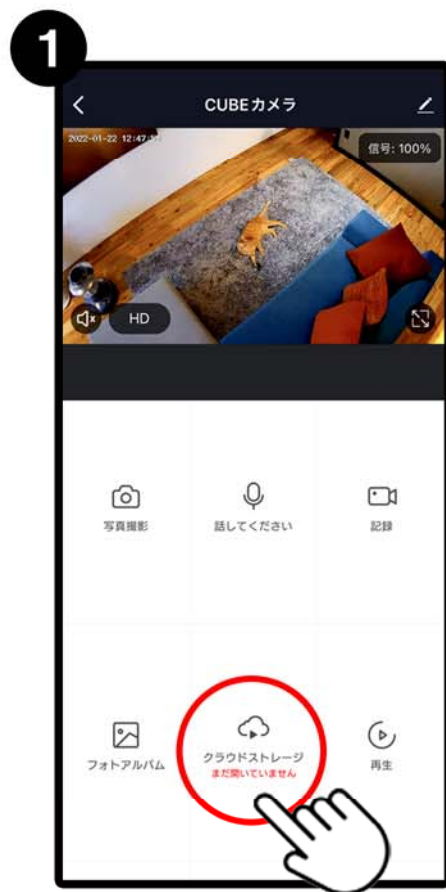 1
CUBEカメラ
2022-01-22 12:47:
信号: 100%
HD
写真撮影
話してください
記録
フォトアルバム
クラウドストレージ
まだ開いていません
再生